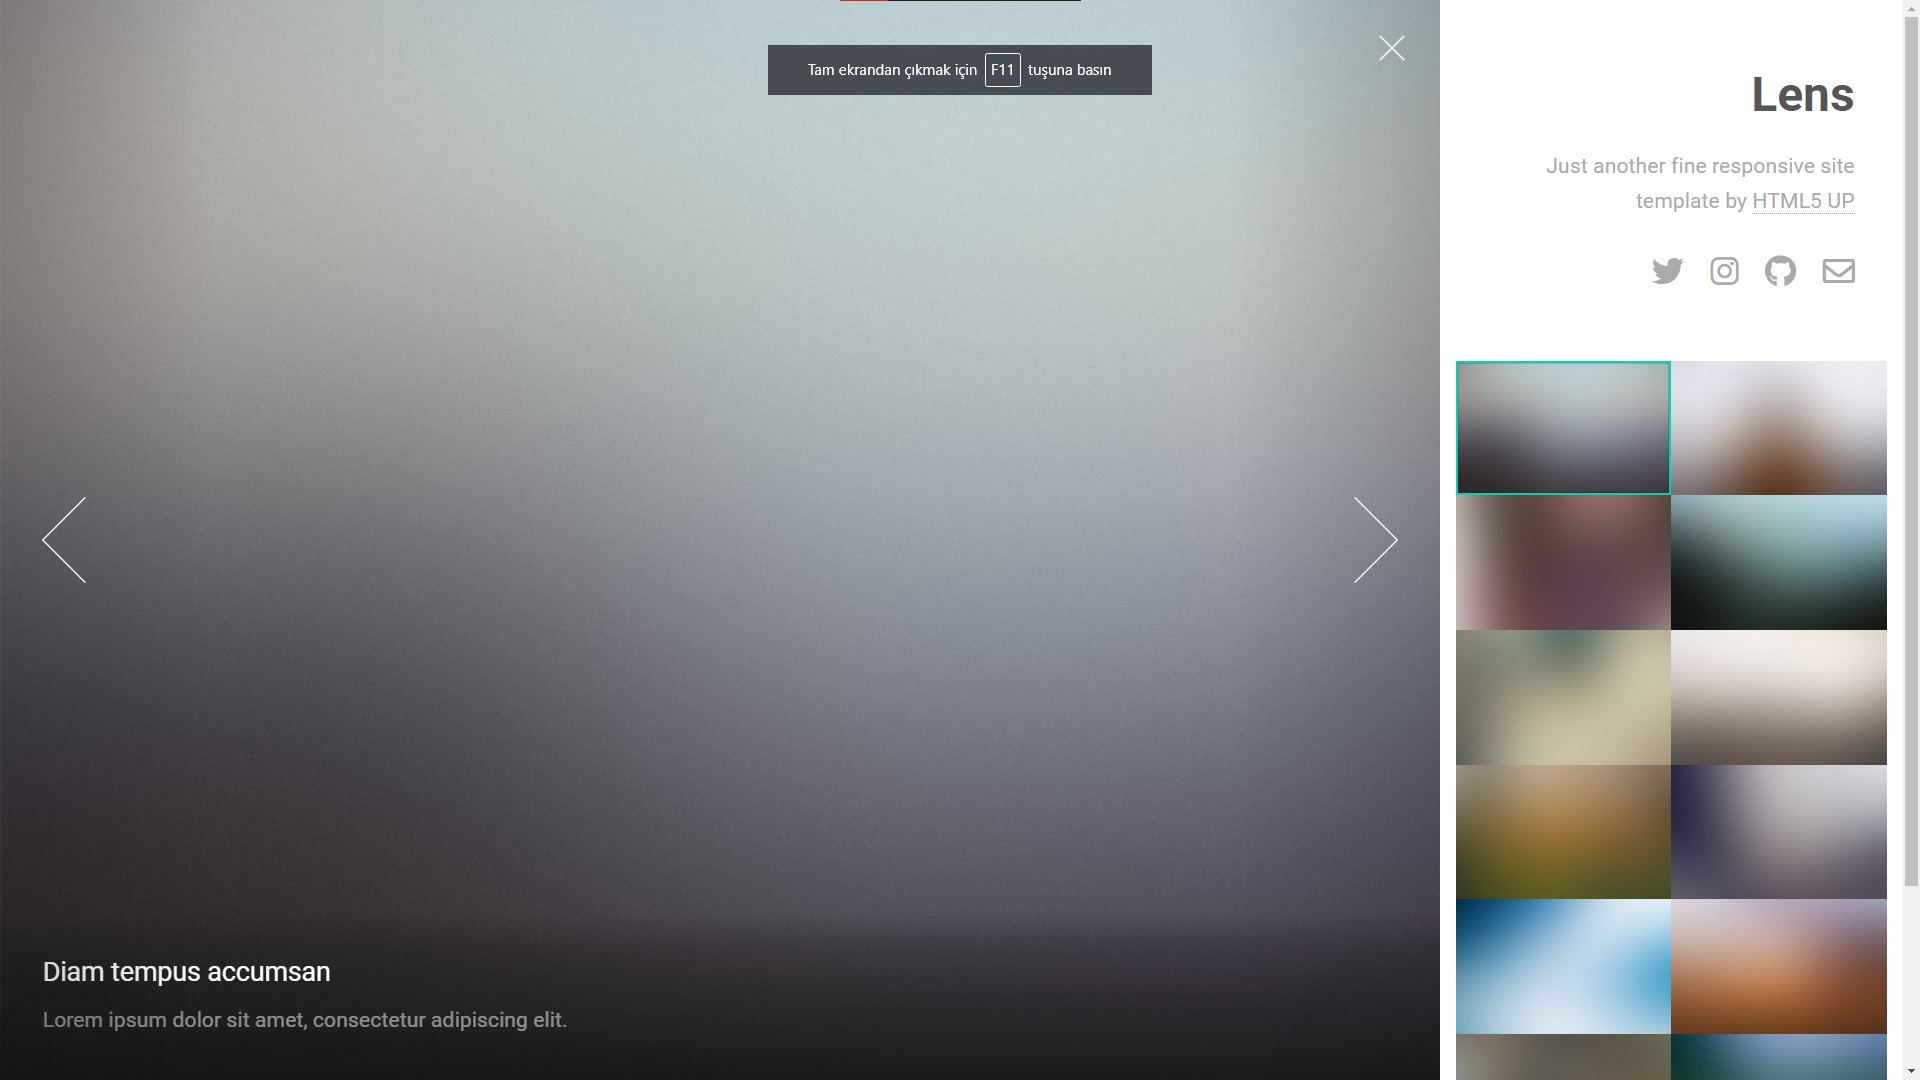 Tam ekrandan çıkmak için F11 tuşuna basın
Lens
Just another fine responsive site
template by HTML5 UP
Diam tempus accumsan
Lorem ipsum dolor sit amet, consectetur adipiscing elit.